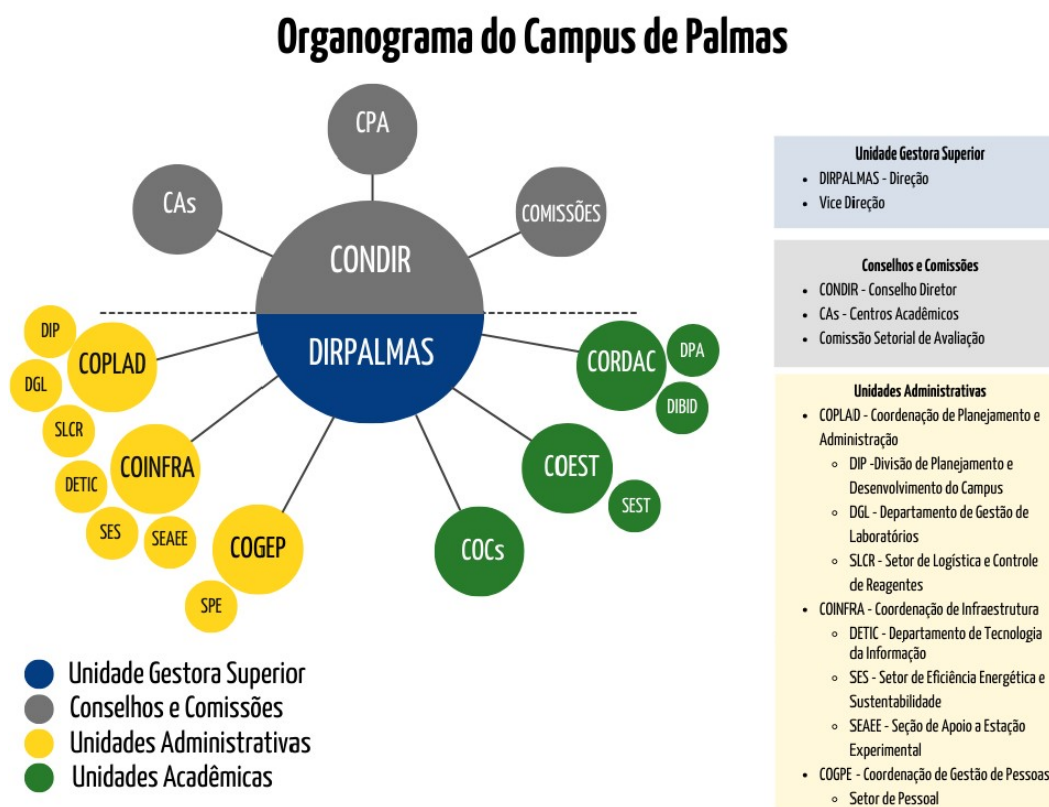 Organograma do Campus de Palmas
CPA
CAs
COMISSÕES
CONDIR
DIRPALMAS
DIP
COPLAD
DGL
SLCR
COINFRA
DETIC
SES
SEAEE
COGEP
SPE
COCs
COEST
SEST
CORDAC
DPA
DIBID
Unidade Gestora Superior
Conselhos e Comissões
Unidades Administrativas
Unidades Acadêmicas
Unidade Gestora Superior
• DIRPALMAS - Direção
• Vice Direção
Conselhos e Comissões
• CONDIR - Conselho Diretor
• CAs - Centros Acadêmicos
• Comissão Setorial de Avaliação
Unidades Administrativas
• COPLAD - Coordenação de Planejamento e
Administração
◦ DIP -Divisão de Planejamento e
Desenvolvimento do Campus
◦ DGL - Departamento de Gestão de
Laboratórios
◦ SLCR - Setor de Logística e Controle
de Reagentes
• COINFRA - Coordenação de Infraestrutura
◦ DETIC - Departamento de Tecnologia
da Informação
◦ SES - Setor de Eficiência Energética e
Sustentabilidade
◦ SEAEE - Seção de Apoio a Estação
Experimental
• COGPE - Coordenação de Gestão de Pessoas
◦ Setor de Pessoal